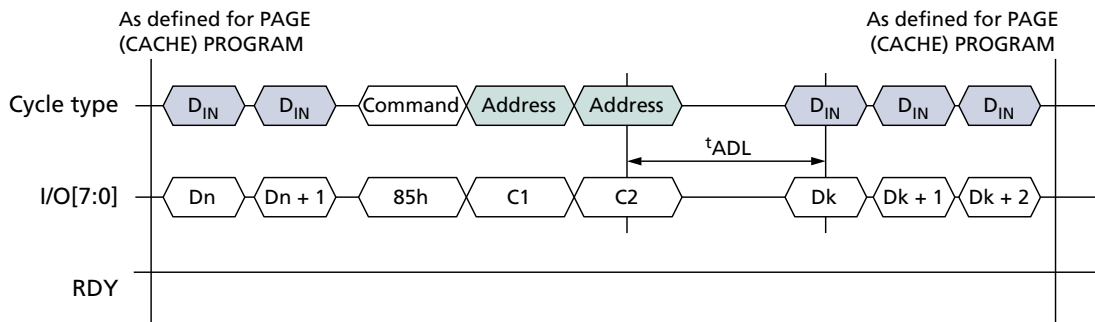 As defined for PAGE
(CACHE) PROGRAM
As defined for PAGE
(CACHE) PROGRAM
Cycle type
DIN
DIN
Command
Address
Address
DIN
DIN
DIN
tADL
I/O[7:0]
Dn
Dn + 1
85h
C1
C2
Dk
Dk + 1
Dk + 2
RDY